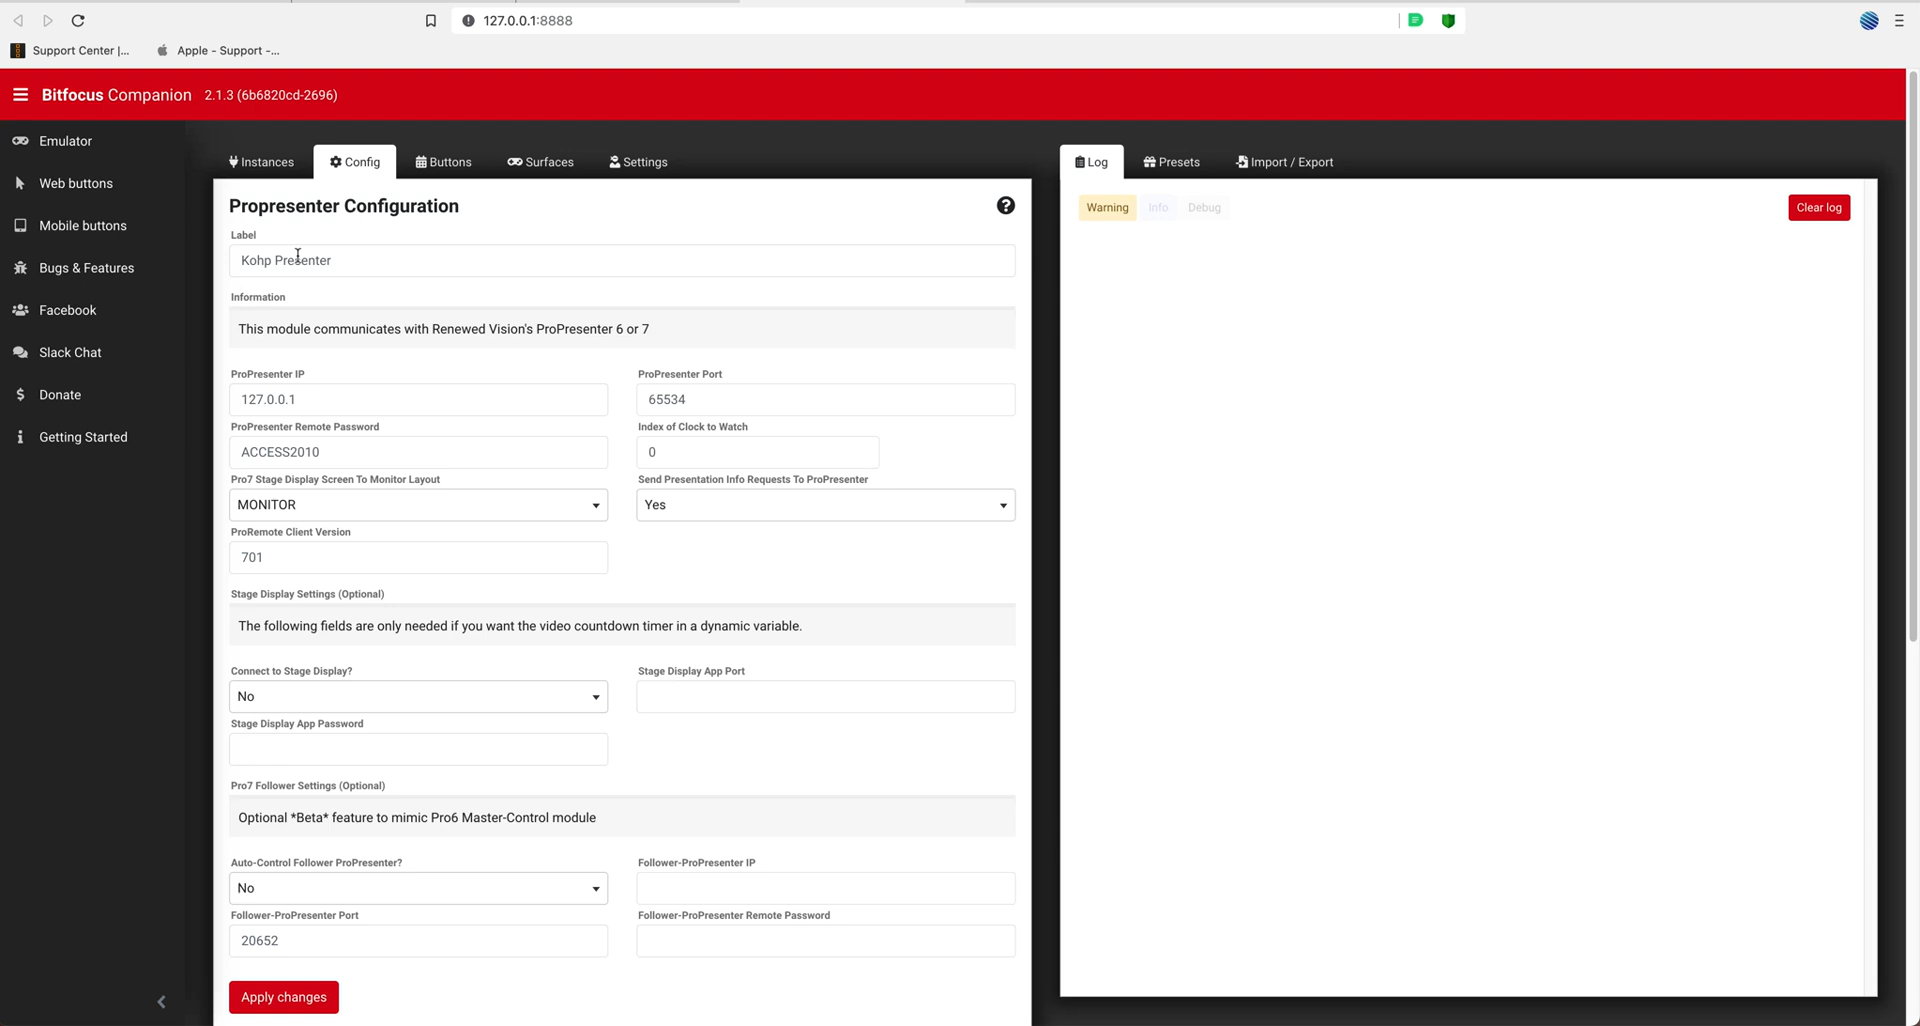 127.0.0.1:8888
Support Center |...
Apple - Support -...
Bitfocus Companion 2.1.3 (6b6820cd-2696)
Emulator
Web buttons
Mobile buttons
Bugs & Features
Facebook
Slack Chat
Donate
Getting Started
Instances
Config
Buttons
Surfaces
Settings
Propresenter Configuration
Label
Kohp Presenter
Information
This module communicates with Renewed Vision's ProPresenter 6 or 7
ProPresenter IP
127.0.0.1
ProPresenter Port
65534
ProPresenter Remote Password
ACCESS2010
Index of Clock to Watch
0
Pro7 Stage Display Screen To Monitor Layout
MONITOR
Send Presentation Info Requests To ProPresenter
Yes
ProRemote Client Version
701
Stage Display Settings (Optional)
The following fields are only needed if you want the video countdown timer in a dynamic variable.
Connect to Stage Display?
No
Stage Display App Port
Stage Display App Password
Pro7 Follower Settings (Optional)
Optional *Beta* feature to mimic Pro6 Master-Control module
Auto-Control Follower ProPresenter?
No
Follower-ProPresenter IP
Follower-ProPresenter Port
20652
Follower-ProPresenter Remote Password
Apply changes
Log
Presets
Import / Export
Warning
Info
Debug
Clear log